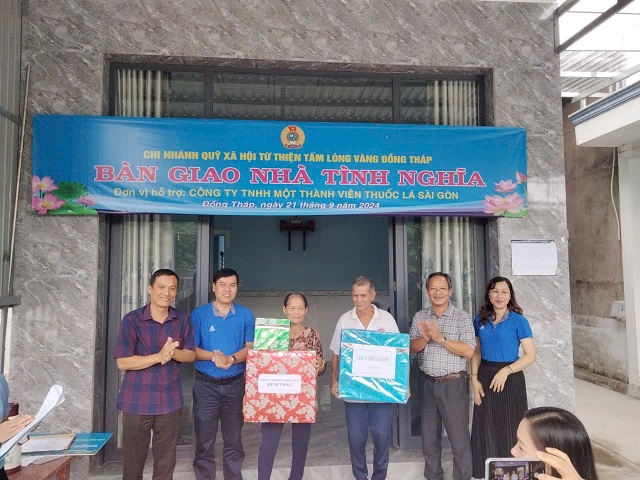 CHI NHÁNH QUỸ XÃ HỘI TỪ THIỆN TẤM LÒNG VÀNG ĐỒNG THÁP
BÀN GIAO NHÀ TÌNH NGHĨA
Đơn vị hỗ trợ: CÔNG TY TNHH MỘT THÀNH VIÊN THUỐC LÁ SÀI GÒN
Đồng Tháp, ngày 21 tháng 9 năm 2024
KÍNH TẶNG